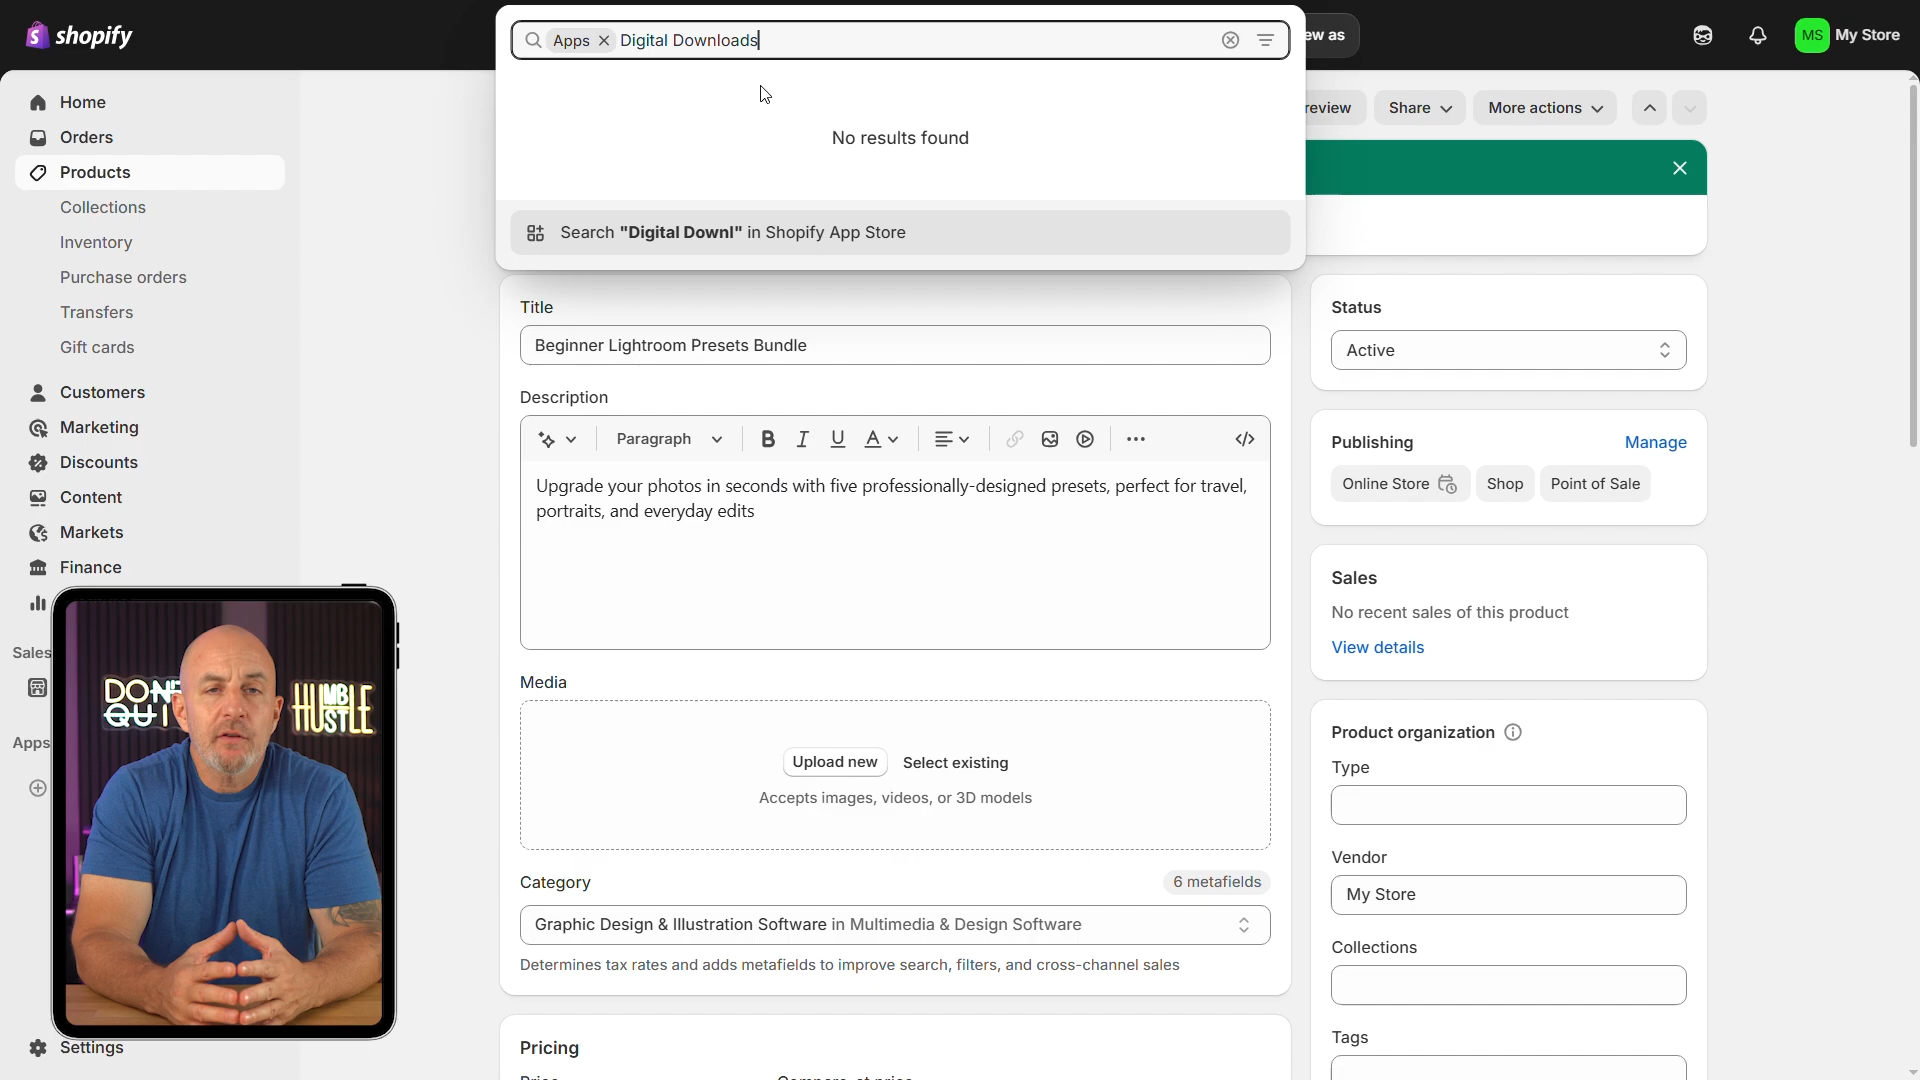 shopify
Apps
Digital Downloads
ew as
MS
My Store
No results found
Search "Digital Downl" in Shopify App Store
Home
Orders
Products
Collections
Inventory
Purchase orders
Transfers
Gift cards
Customers
Marketing
Discounts
Content
Markets
Finance
Sales
Apps
Settings
review
Share
More actions
Title
Beginner Lightroom Presets Bundle
Description
Paragraph
B I U A
Upgrade your photos in seconds with five professionally-designed presets, perfect for travel,
portraits, and everyday edits
Media
Upload new
Select existing
Accepts images, videos, or 3D models
Category
6 metafields
Graphic Design & Illustration Software in Multimedia & Design Software
Determines tax rates and adds metafields to improve search, filters, and cross-channel sales
Pricing
Status
Active
Publishing
Manage
Online Store
Shop
Point of Sale
Sales
No recent sales of this product
View details
Product organization
Type
Vendor
My Store
Collections
Tags
DON'T
QUI
HUMBLE
HUSTLE